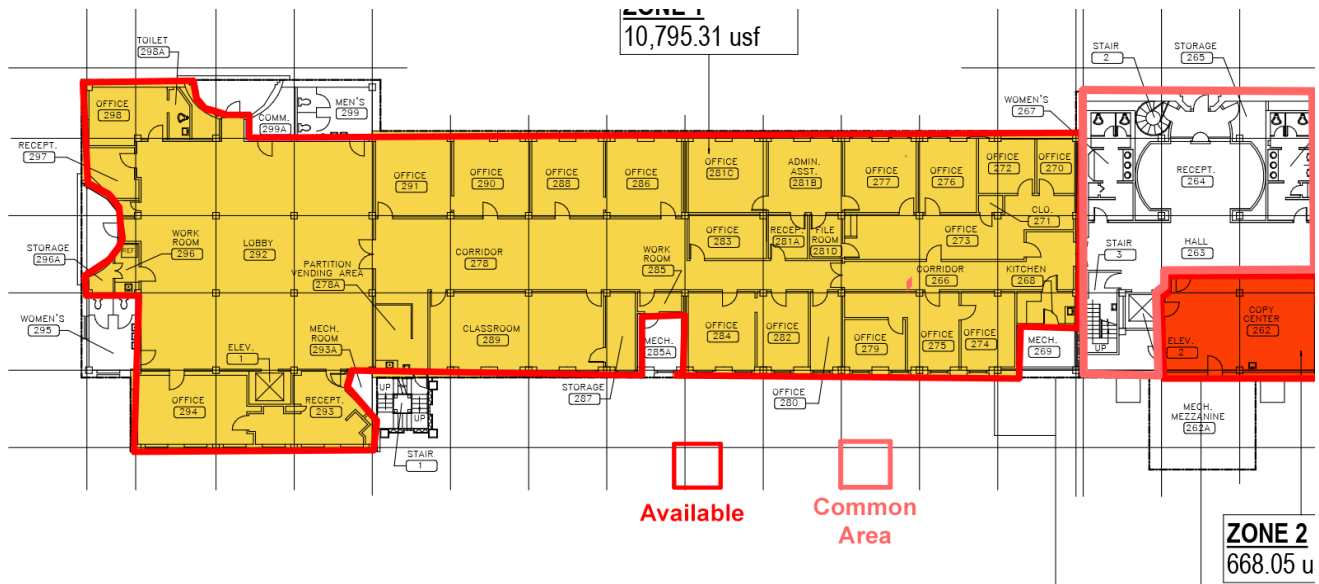 ZONE 1
10,795.31 usf
TOILET
298A
STAIR
2
STORAGE
265
OFFICE
298
COMM.
299A
MEN'S
299
WOMEN'S
267
RECEPT.
297
OFFICE
291
OFFICE
290
OFFICE
288
OFFICE
286
OFFICE
281C
ADMIN.
ASST.
281B
OFFICE
277
OFFICE
276
OFFICE
272
OFFICE
270
RECEPT.
264
CLO.
271
STORAGE
296A
REF.
WORK
ROOM
296
LOBBY
292
PARTITION
VENDING AREA
278A
CORRIDOR
278
WORK
ROOM
285
OFFICE
283
RECEP.
281A
FILE
ROOM
281D
OFFICE
273
CORRIDOR
266
KITCHEN
268
STAIR
3
HALL
263
WOMEN'S
295
ELEV.
1
MECH.
ROOM
293A
CLASSROOM
289
MECH.
285A
OFFICE
284
OFFICE
282
OFFICE
279
OFFICE
275
OFFICE
274
MECH.
269
UP
ELEV.
2
COPY
CENTER
262
OFFICE
294
RECEPT.
293
UP
UP
STORAGE
287
OFFICE
280
MECH.
MEZZANINE
262A
STAIR
1
Available
Common
Area
ZONE 2
668.05 u